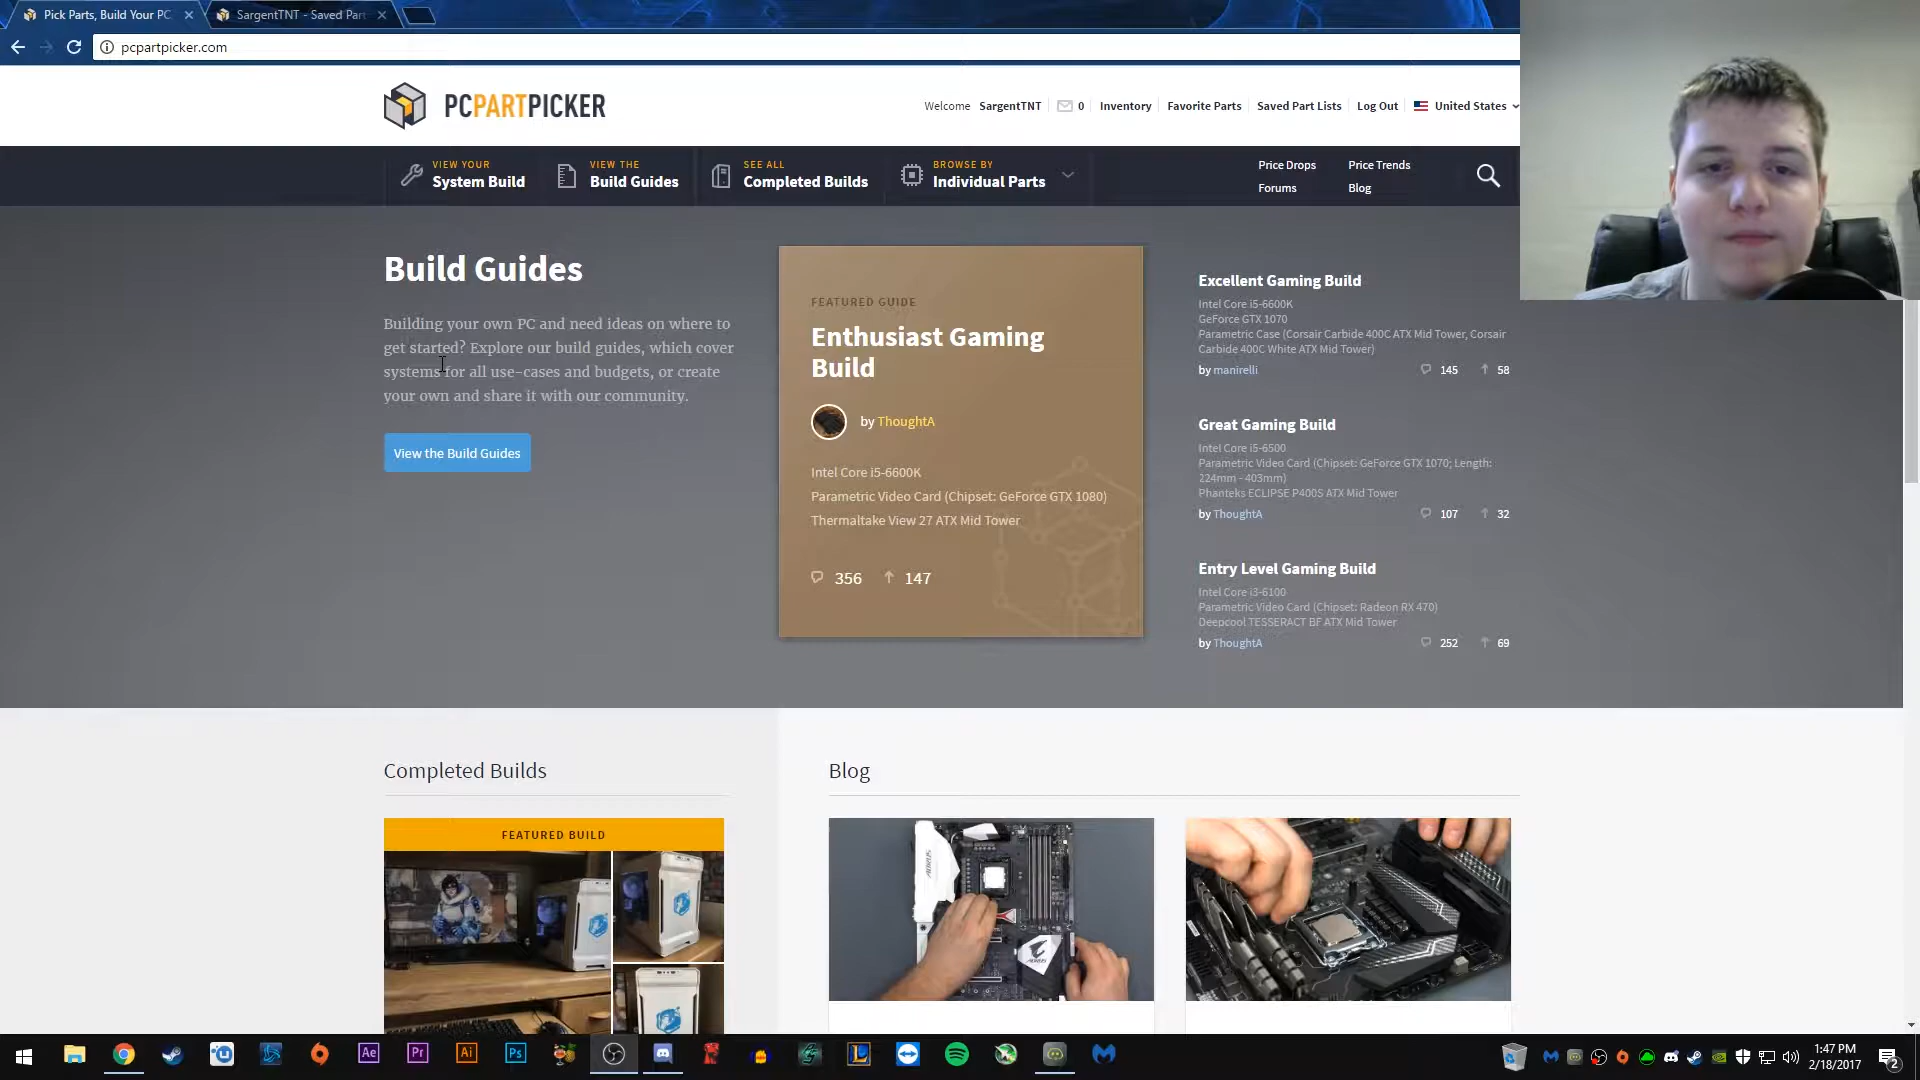 Pick Parts, Build Your PC
SargentTNT - Saved Part
pcpartpicker.com
PCPARTPICKER
Welcome SargentTNT
0
Inventory
Favorite Parts
Saved Part Lists
Log Out
United States
VIEW YOUR
System Build
VIEW THE
Build Guides
SEE ALL
Completed Builds
BROWSE BY
Individual Parts
Price Drops
Price Trends
Forums
Blog
Build Guides
Building your own PC and need ideas on where to
get started? Explore our build guides, which cover
systems for all use-cases and budgets, or create
your own and share it with our community.
View the Build Guides
FEATURED GUIDE
Enthusiast Gaming
Build
by ThoughtA
Intel Core i5-6600K
Parametric Video Card (Chipset: GeForce GTX 1080)
Thermaltake View 27 ATX Mid Tower
356 147
Excellent Gaming Build
Intel Core i5-6600K
GeForce GTX 1070
Parametric Case (Corsair Carbide 400C ATX Mid Tower, Corsair
Carbide 400C White ATX Mid Tower)
by manirelli 145 58
Great Gaming Build
Intel Core i5-6500
Parametric Video Card (Chipset: GeForce GTX 1070; Length:
224mm - 403mm)
Phanteks ECLIPSE P400S ATX Mid Tower
by ThoughtA 107 32
Entry Level Gaming Build
Intel Core i3-6100
Parametric Video Card (Chipset: Radeon RX 470)
Deepcool TESSERACT BF ATX Mid Tower
by ThoughtA 252 69
Completed Builds
Blog
FEATURED BUILD
Ae
Pr
Ai
Ps
L
1:47 PM
2/18/2017
2